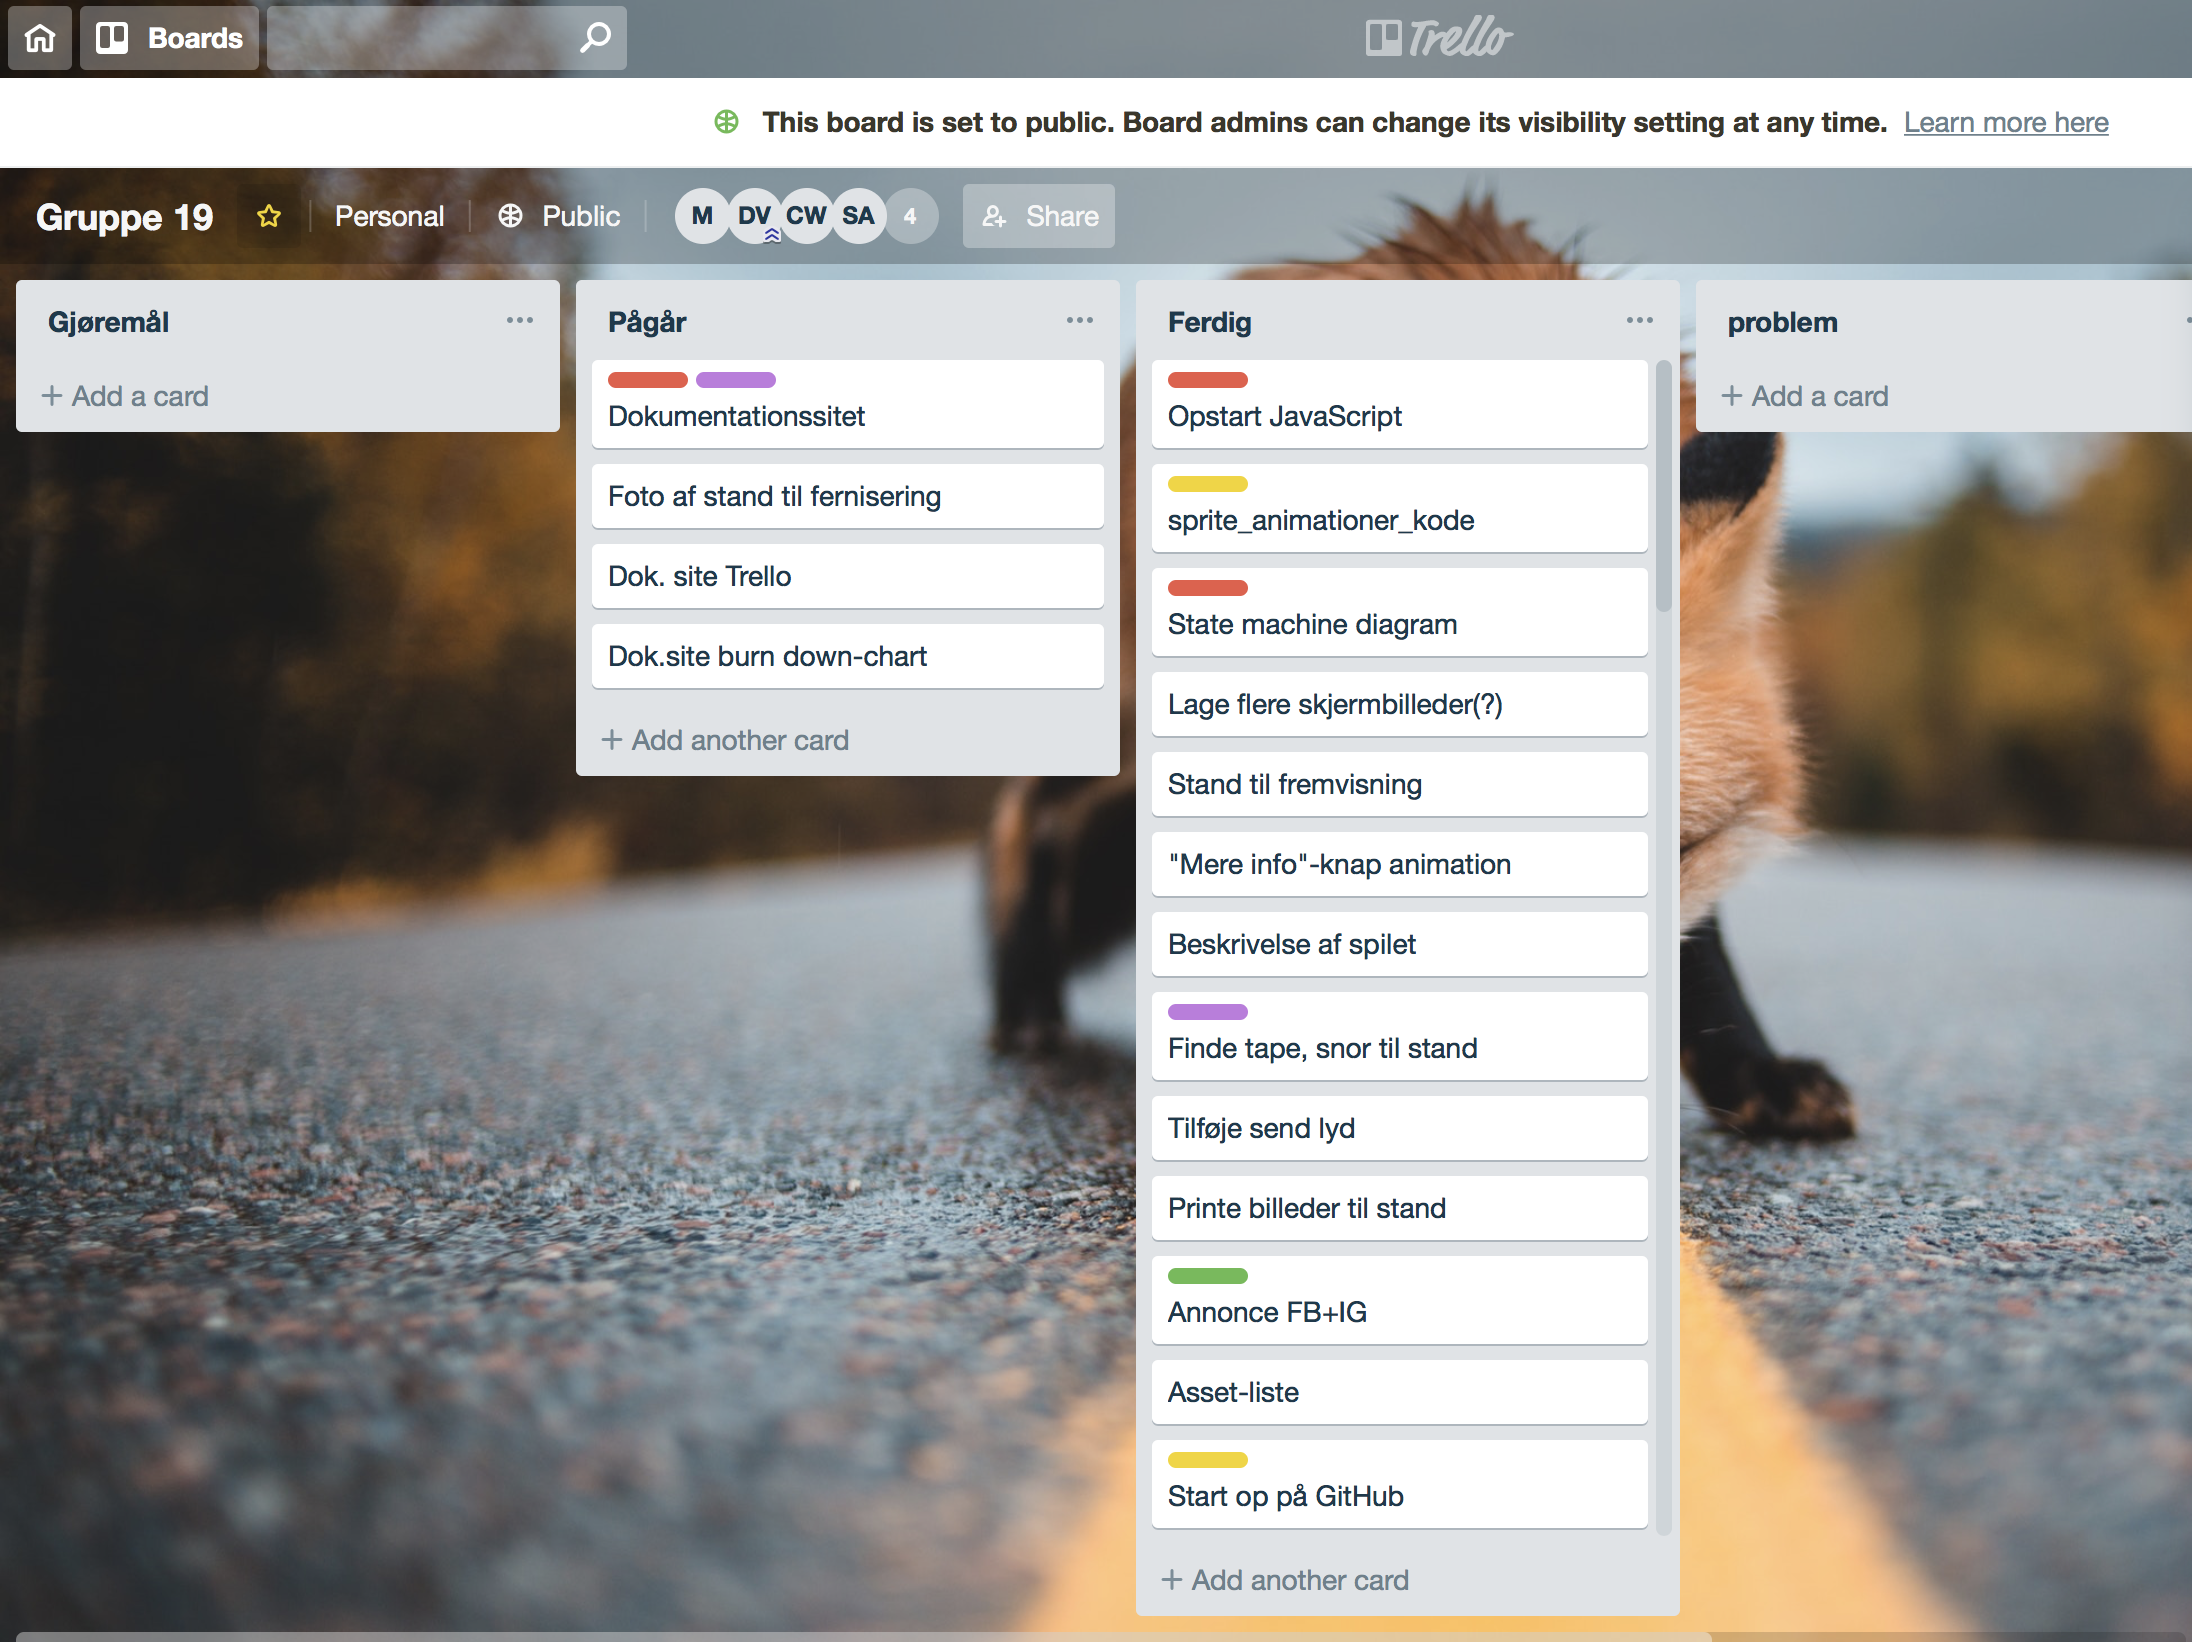 Boards
Trello
This board is set to public. Board admins can change its visibility setting at any time. Learn more here
Gruppe 19
Personal
Public
M
DV
CW
SA
4
Share
Gjøremål
+ Add a card
Pågår
Dokumentationssitet
Foto af stand til fernisering
Dok. site Trello
Dok.site burn down-chart
+ Add another card
Ferdig
Opstart JavaScript
sprite_animationer_kode
State machine diagram
Lage flere skjermbilleder(?)
Stand til fremvisning
"Mere info"-knap animation
Beskrivelse af spilet
Finde tape, snor til stand
Tilføje send lyd
Printe billeder til stand
Annonce FB+IG
Asset-liste
Start op på GitHub
+ Add another card
problem
+ Add a card